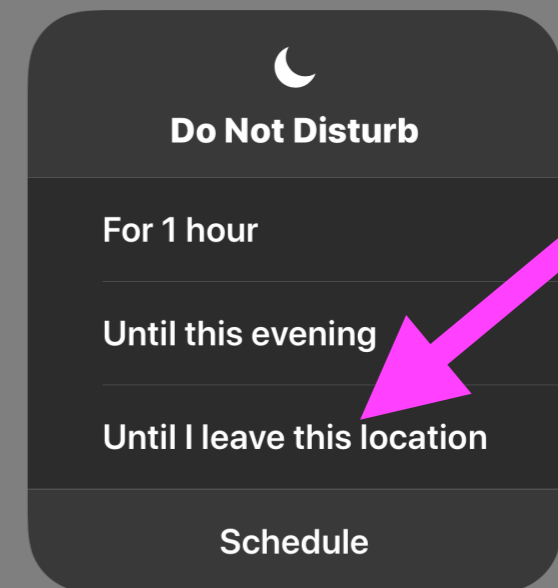 Do Not Disturb
For 1 hour
Until this evening
Until I leave this location
Schedule